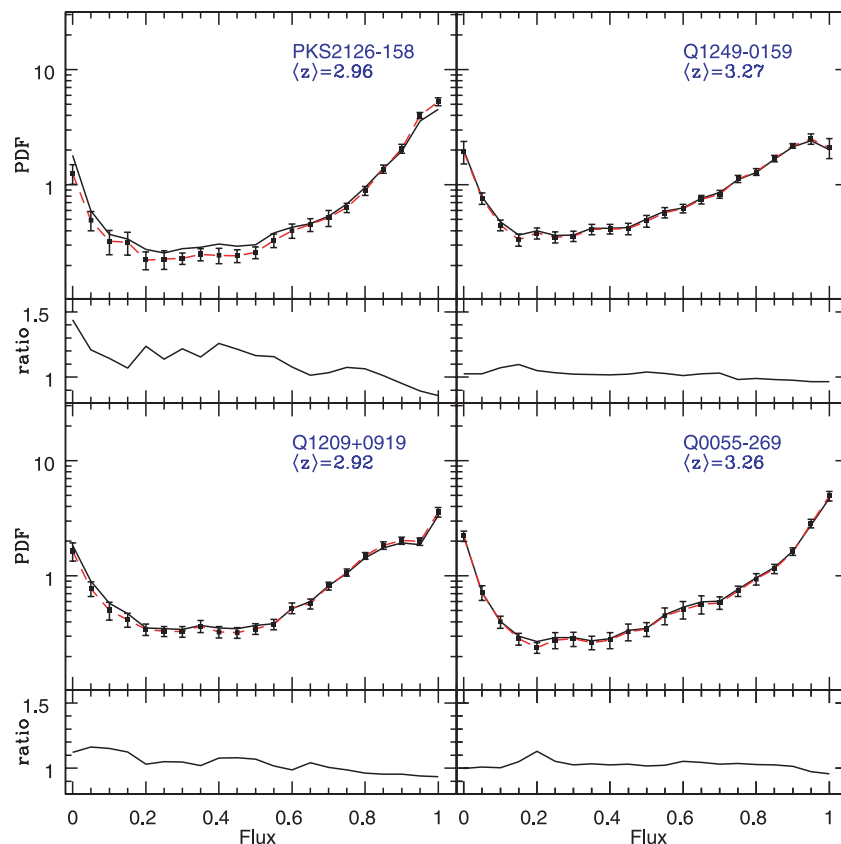 PKS2126-158
⟨z⟩=2.96
10
1
PDF
1.5
1
ratio
Q1249-0159
⟨z⟩=3.27
Q1209+0919
⟨z⟩=2.92
10
1
PDF
1.5
1
ratio
0 0.2 0.4 0.6 0.8 1
Flux
Q0055-269
⟨z⟩=3.26
0 0.2 0.4 0.6 0.8 1
Flux